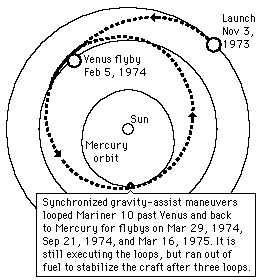 Launch
Nov 3,
1973
Venus flyby
Feb 5, 1974
Sun
Mercury
orbit
Synchronized gravity-assist maneuvers
looped Mariner 10 past Venus and back
to Mercury for flybys on Mar 29, 1974,
Sep 21, 1974, and Mar 16, 1975. It is
still executing the loops, but ran out of
fuel to stabilize the craft after three loops.